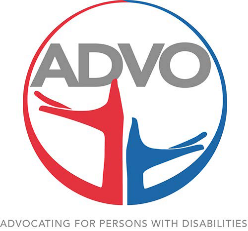 ADVO
ADVOCATING FOR PERSONS WITH DISABILITIES